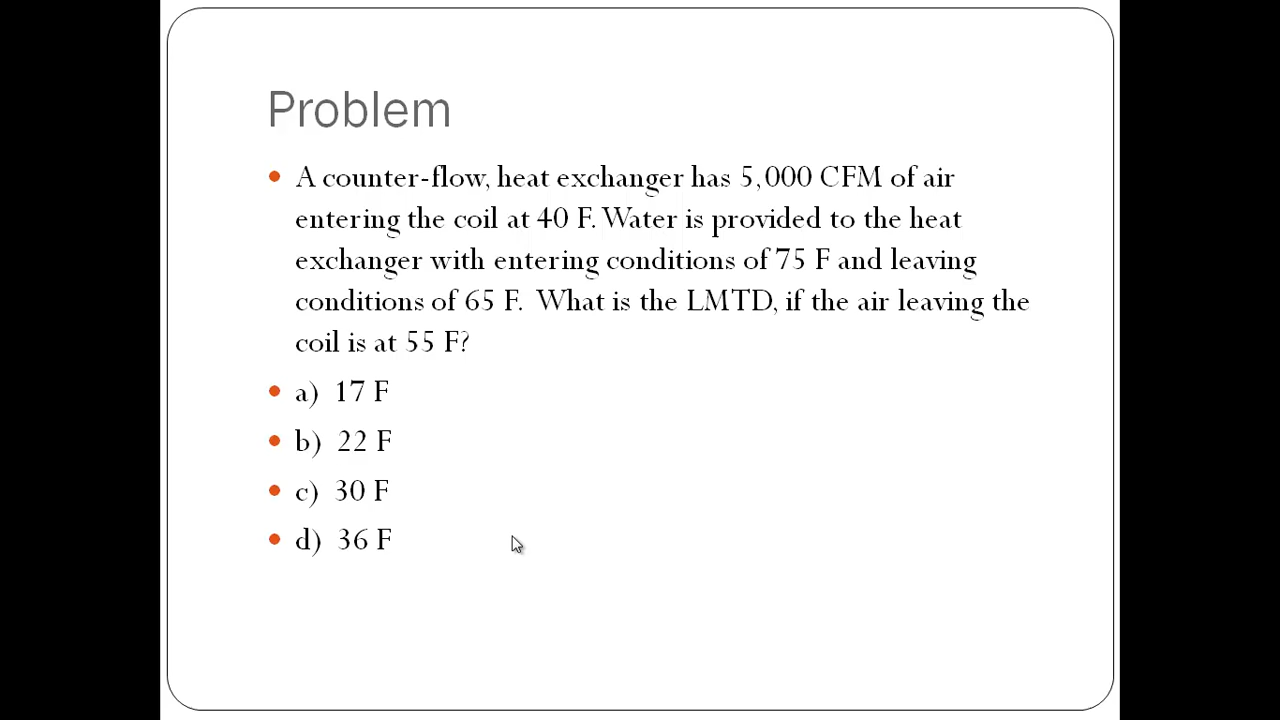 Problem
• A counter-flow, heat exchanger has 5,000 CFM of air
entering the coil at 40 F. Water is provided to the heat
exchanger with entering conditions of 75 F and leaving
conditions of 65 F.  What is the LMTD, if the air leaving the
coil is at 55 F?
• a)  17 F
• b)  22 F
• c)  30 F
• d)  36 F